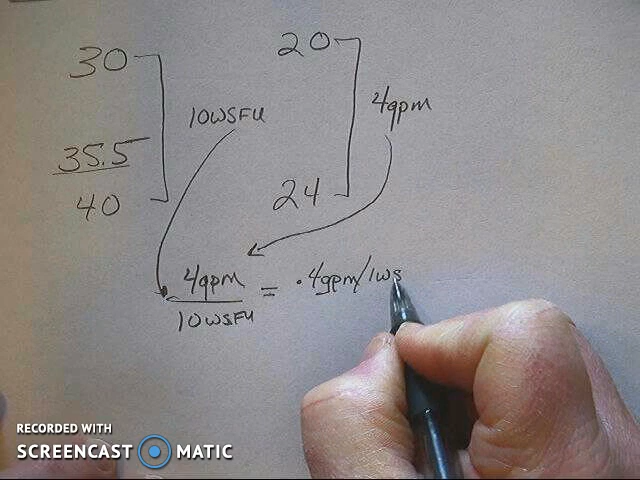 30
20
10WSFU
4gpm
35.5
40
24
4gpm
10WSFU
= .4gpm/1ws
RECORDED WITH
SCREENCAST MATIC